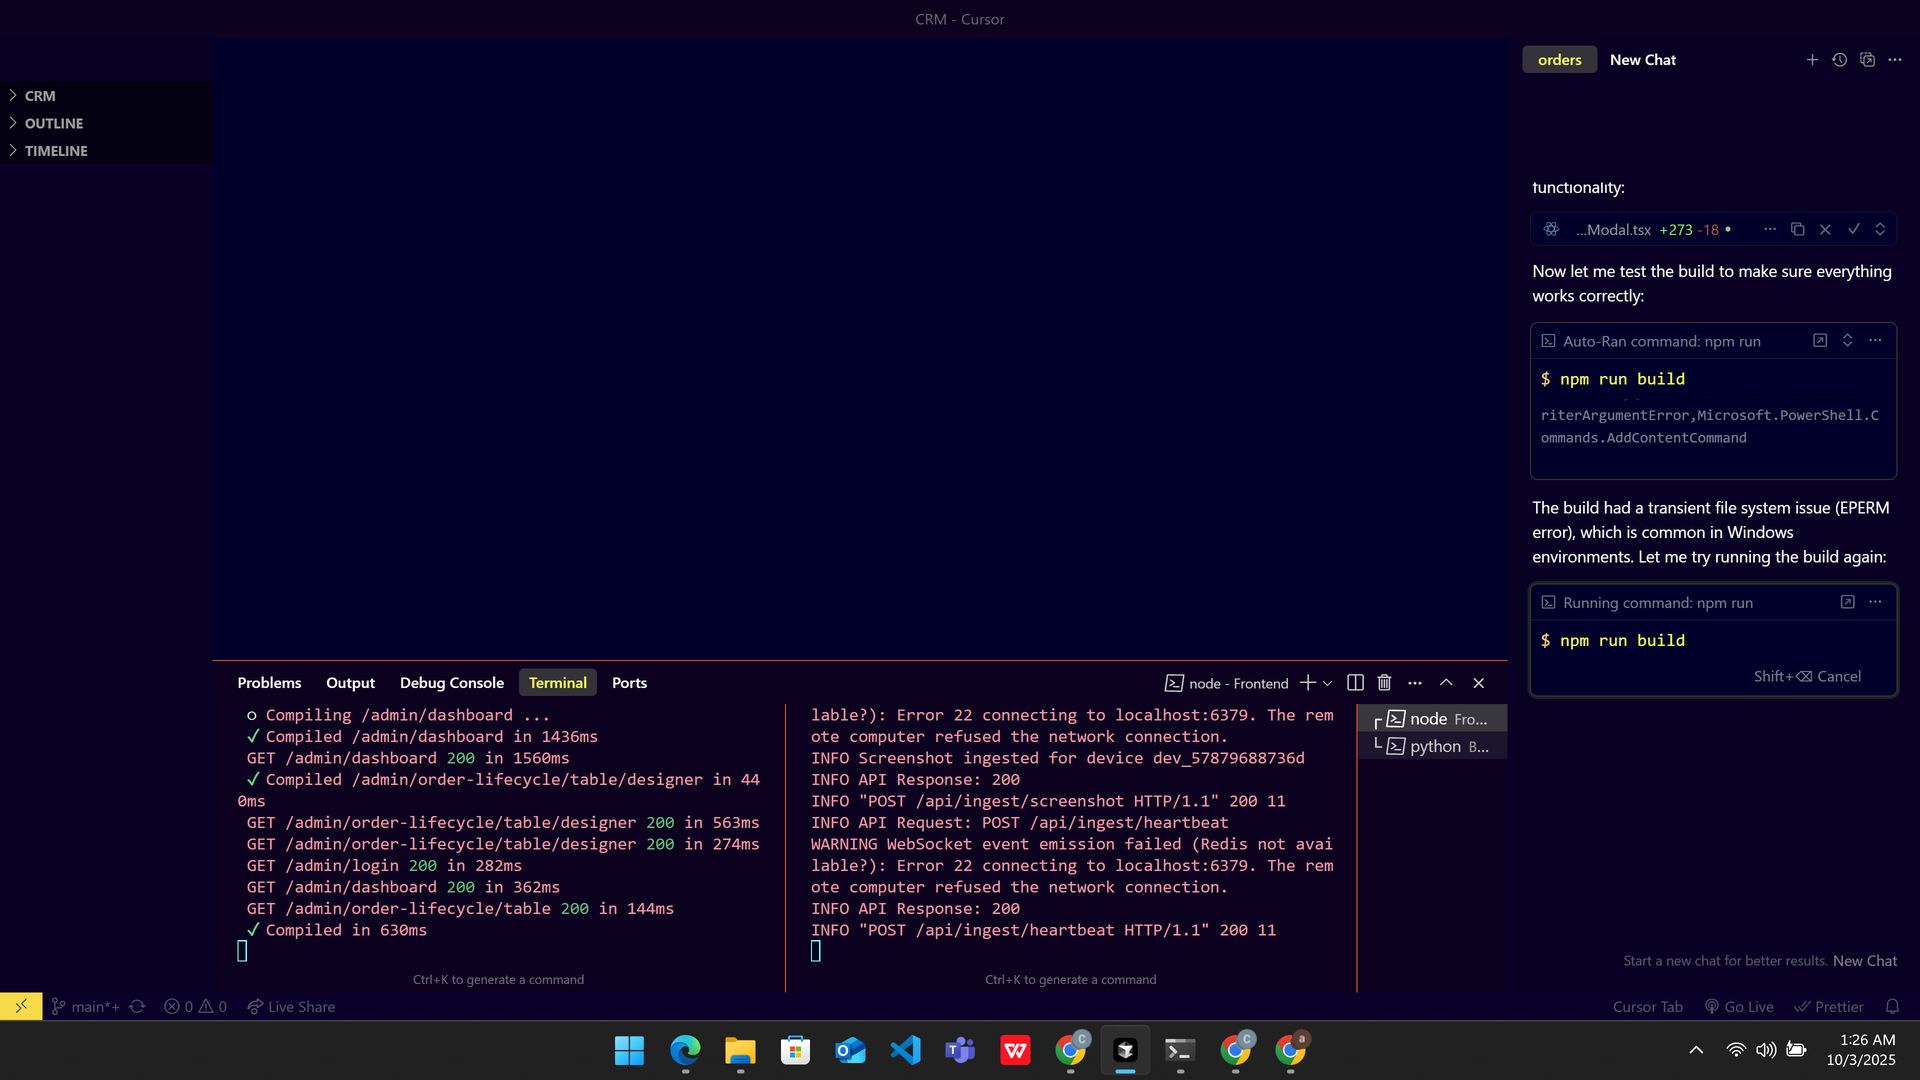 CRM - Cursor
CRM
OUTLINE
TIMELINE
orders New Chat
functionality:
...Modal.tsx +273 -18 •
Now let me test the build to make sure everything
works correctly:
Auto-Ran command: npm run
$ npm run build
riterArgumentError,Microsoft.PowerShell.C
ommands.AddContentCommand
The build had a transient file system issue (EPERM
error), which is common in Windows
environments. Let me try running the build again:
Running command: npm run
$ npm run build
Shift+⌫ Cancel
Start a new chat for better results. New Chat
Problems Output Debug Console Terminal Ports
node - Frontend
○ Compiling /admin/dashboard ...
✓ Compiled /admin/dashboard in 1436ms
GET /admin/dashboard 200 in 1560ms
✓ Compiled /admin/order-lifecycle/table/designer in 44
0ms
GET /admin/order-lifecycle/table/designer 200 in 563ms
GET /admin/order-lifecycle/table/designer 200 in 274ms
GET /admin/login 200 in 282ms
GET /admin/dashboard 200 in 362ms
GET /admin/order-lifecycle/table 200 in 144ms
✓ Compiled in 630ms
Ctrl+K to generate a command
lable?): Error 22 connecting to localhost:6379. The rem
ote computer refused the network connection.
INFO Screenshot ingested for device dev_57879688736d
INFO API Response: 200
INFO "POST /api/ingest/screenshot HTTP/1.1" 200 11
INFO API Request: POST /api/ingest/heartbeat
WARNING WebSocket event emission failed (Redis not avai
lable?): Error 22 connecting to localhost:6379. The rem
ote computer refused the network connection.
INFO API Response: 200
INFO "POST /api/ingest/heartbeat HTTP/1.1" 200 11
Ctrl+K to generate a command
node Fro...
python B...
main*+ 0 0 Live Share
Cursor Tab Go Live Prettier
1:26 AM
10/3/2025